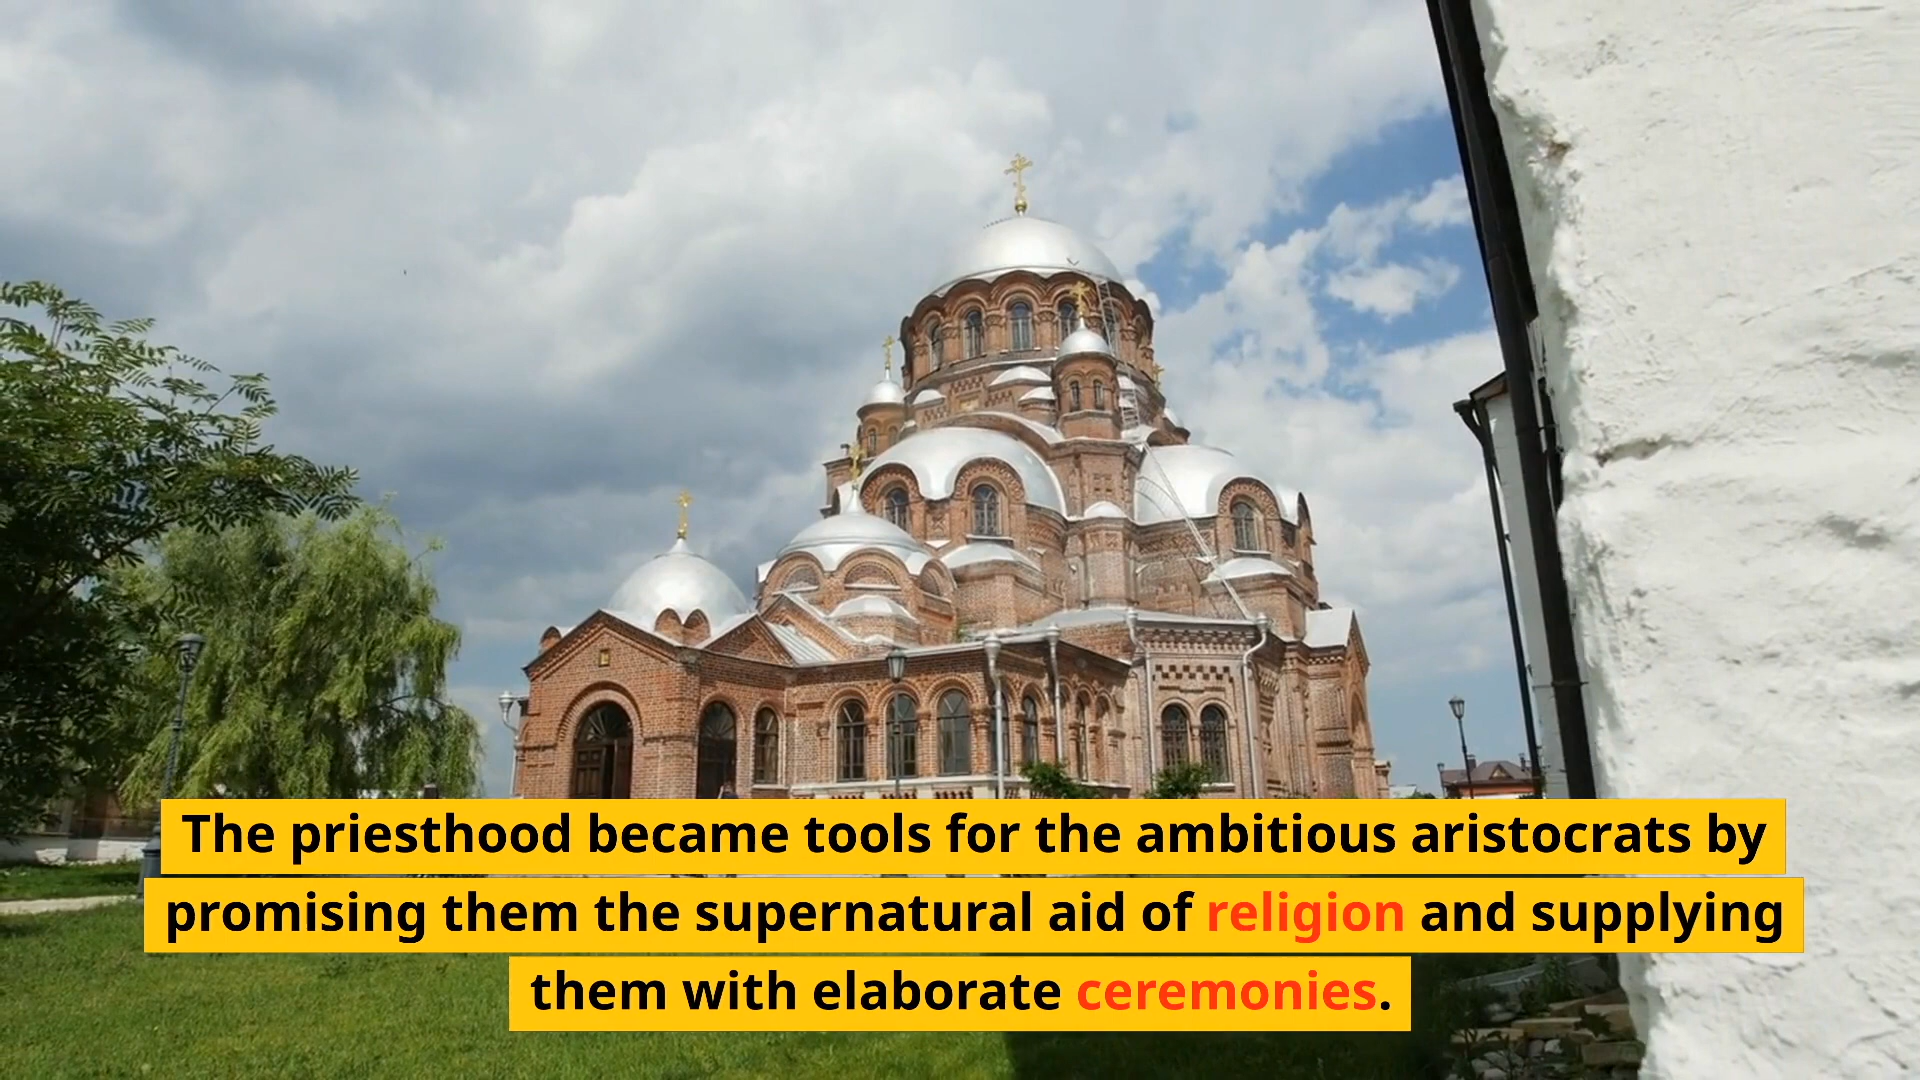 The priesthood became tools for the ambitious aristocrats by
promising them the supernatural aid of religion and supplying
them with elaborate ceremonies.